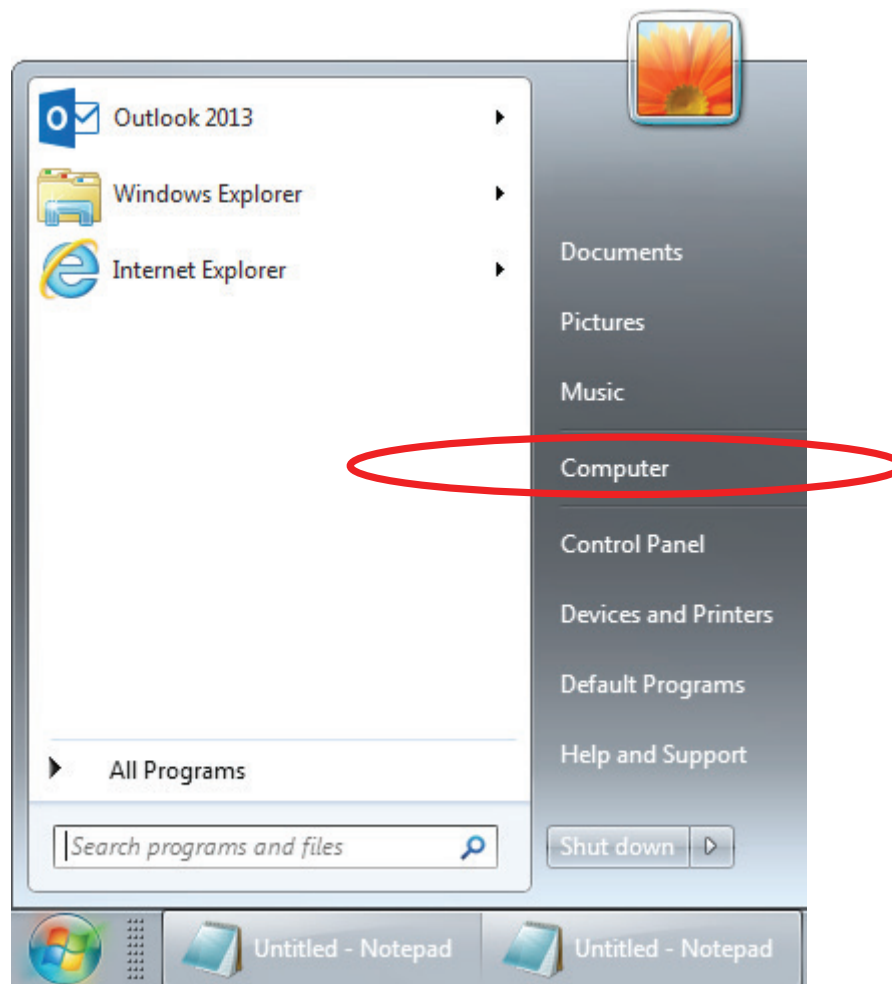 Outlook 2013
Windows Explorer
Internet Explorer
All Programs
Search programs and files
Documents
Pictures
Music
Computer
Control Panel
Devices and Printers
Default Programs
Help and Support
Shut down
Untitled - Notepad
Untitled - Notepad